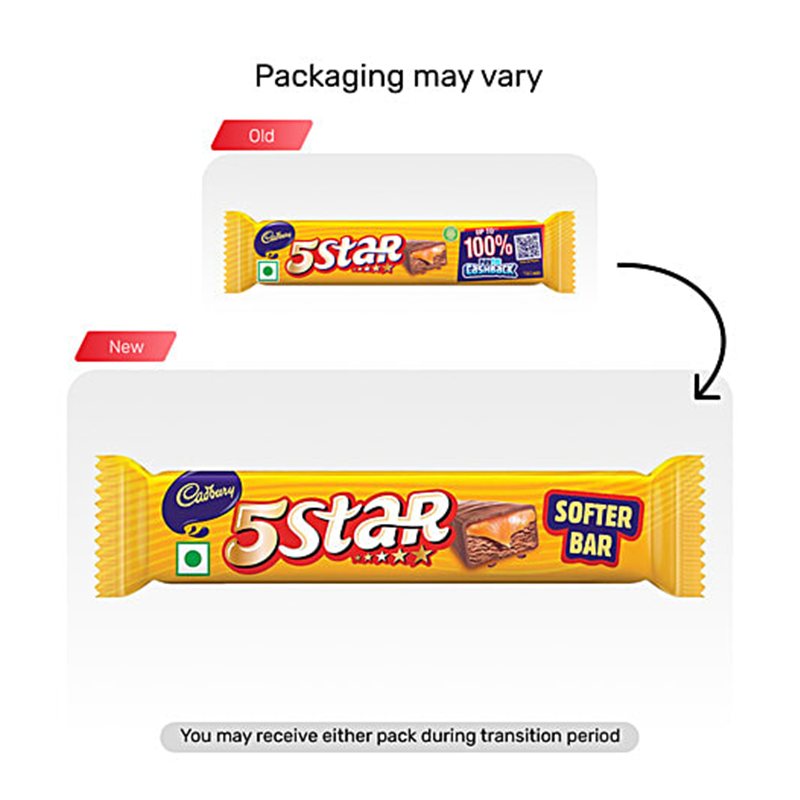 Packaging may vary
Old
Cadbury
5Star
UP TO
100%
CASHBACK
New
Cadbury
5Star
SOFTER
BAR
You may receive either pack during transition period